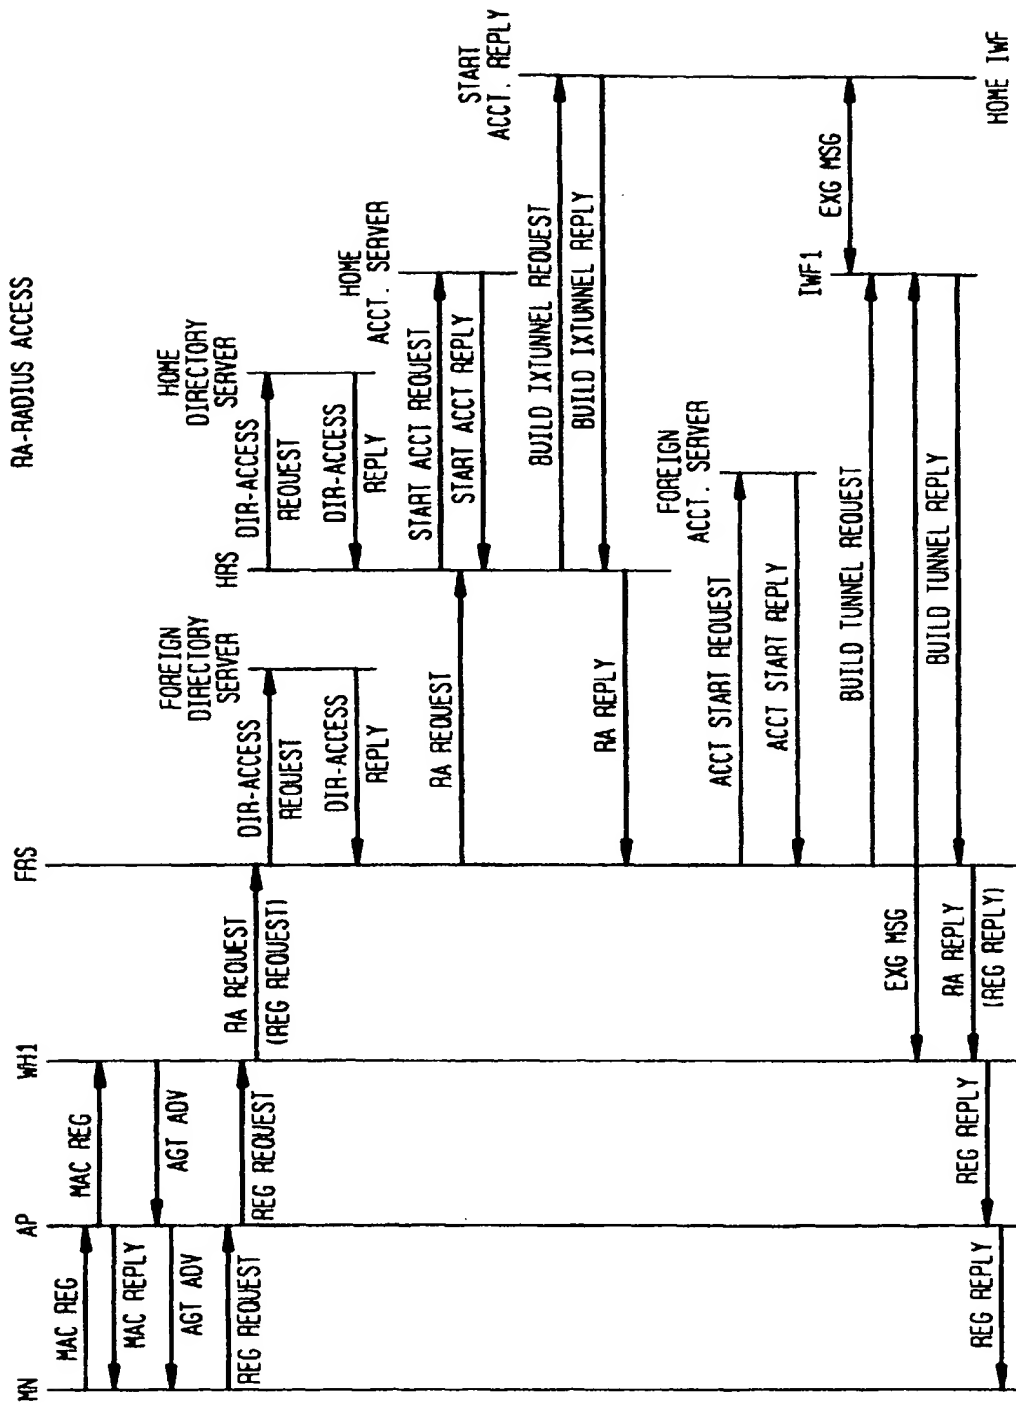 RA-RADIUS ACCESS
MN
AP
WH1
FRS
FOREIGN
DIRECTORY
SERVER
HRS
HOME
DIRECTORY
SERVER
HOME
ACCT. SERVER
START
ACCT. REPLY
HOME IWF
MAC REG
MAC REG
MAC REPLY
AGT ADV
AGT ADV
REG REQUEST
REG REQUEST
RA REQUEST
(REG REQUEST)
DIR-ACCESS
REQUEST
DIR-ACCESS
REPLY
DIR-ACCESS
REQUEST
DIR-ACCESS
REPLY
RA REQUEST
START ACCT REQUEST
START ACCT REPLY
BUILD IXTUNNEL REQUEST
BUILD IXTUNNEL REPLY
RA REPLY
FOREIGN
ACCT. SERVER
ACCT START REQUEST
ACCT START REPLY
IWF1
EXG MSG
BUILD TUNNEL REQUEST
EXG MSG
BUILD TUNNEL REPLY
RA REPLY
(REG REPLY)
REG REPLY
REG REPLY